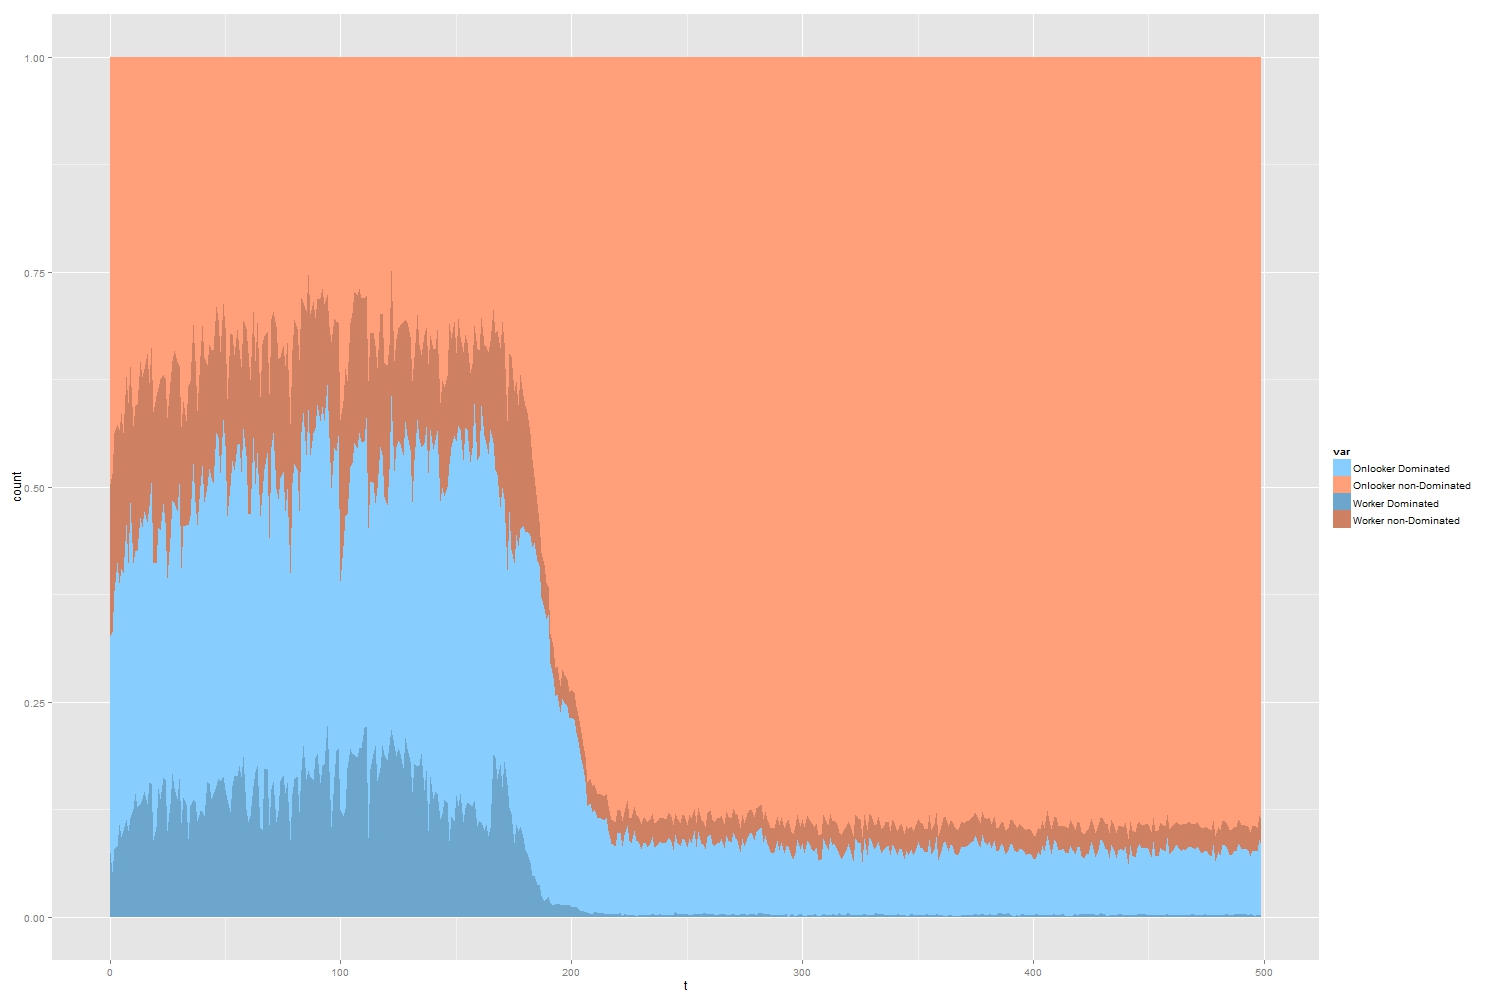 1.00
0.75
0.50
0.25
0.00
count
0
100
200
300
400
500
t
var
Onlooker Dominated
Onlooker non-Dominated
Worker Dominated
Worker non-Dominated